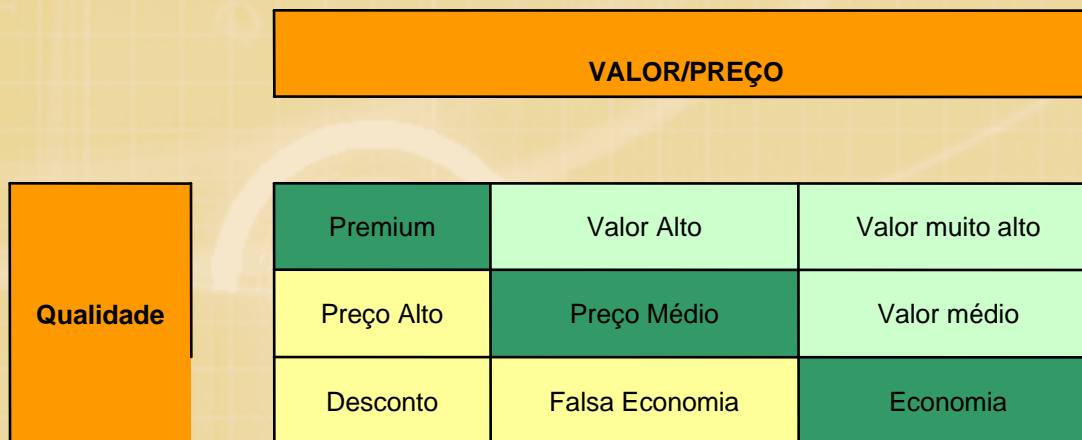 VALOR/PREÇO
Premium Valor Alto Valor muito alto
Qualidade Preço Alto Preço Médio Valor médio
Desconto Falsa Economia Economia